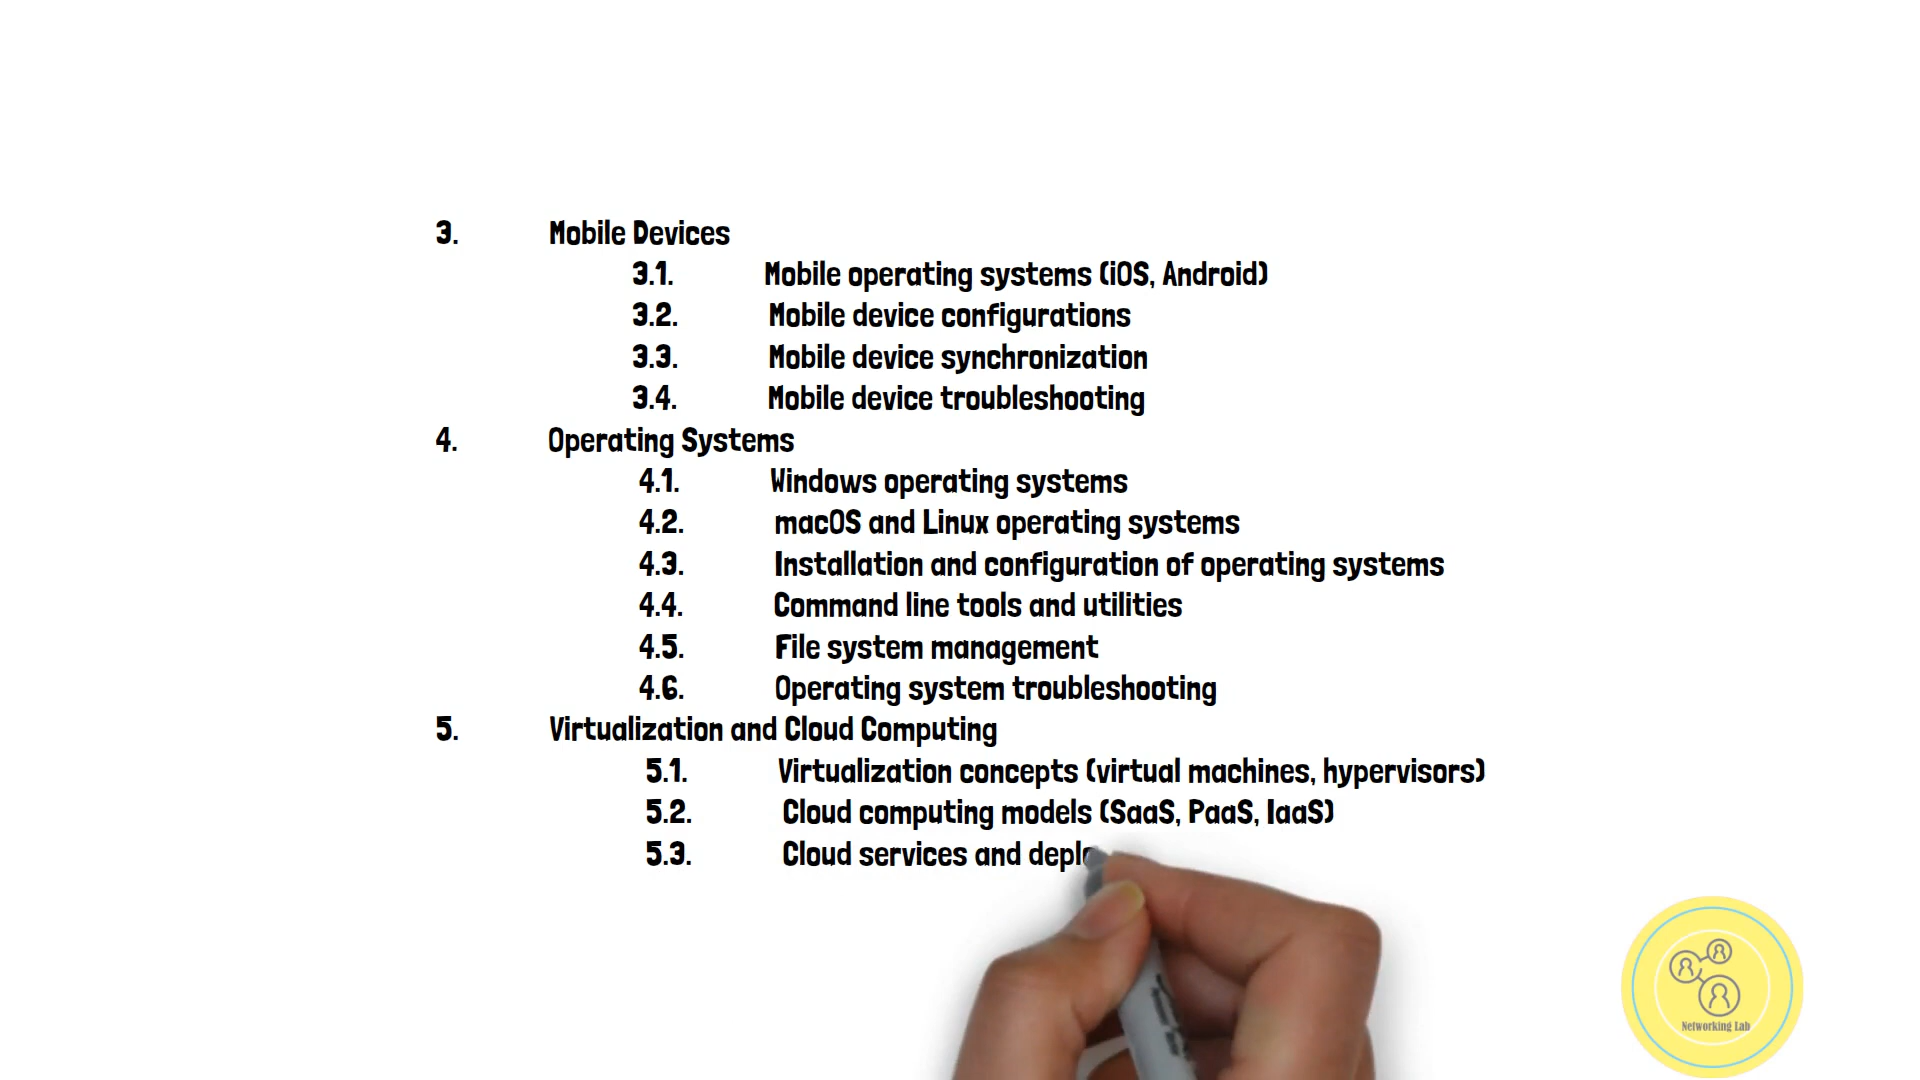 3. Mobile Devices
3.1. Mobile operating systems (iOS, Android)
3.2. Mobile device configurations
3.3. Mobile device synchronization
3.4. Mobile device troubleshooting
4. Operating Systems
4.1. Windows operating systems
4.2. macOS and Linux operating systems
4.3. Installation and configuration of operating systems
4.4. Command line tools and utilities
4.5. File system management
4.6. Operating system troubleshooting
5. Virtualization and Cloud Computing
5.1. Virtualization concepts (virtual machines, hypervisors)
5.2. Cloud computing models (SaaS, PaaS, IaaS)
5.3. Cloud services and deplo
Networking Lab